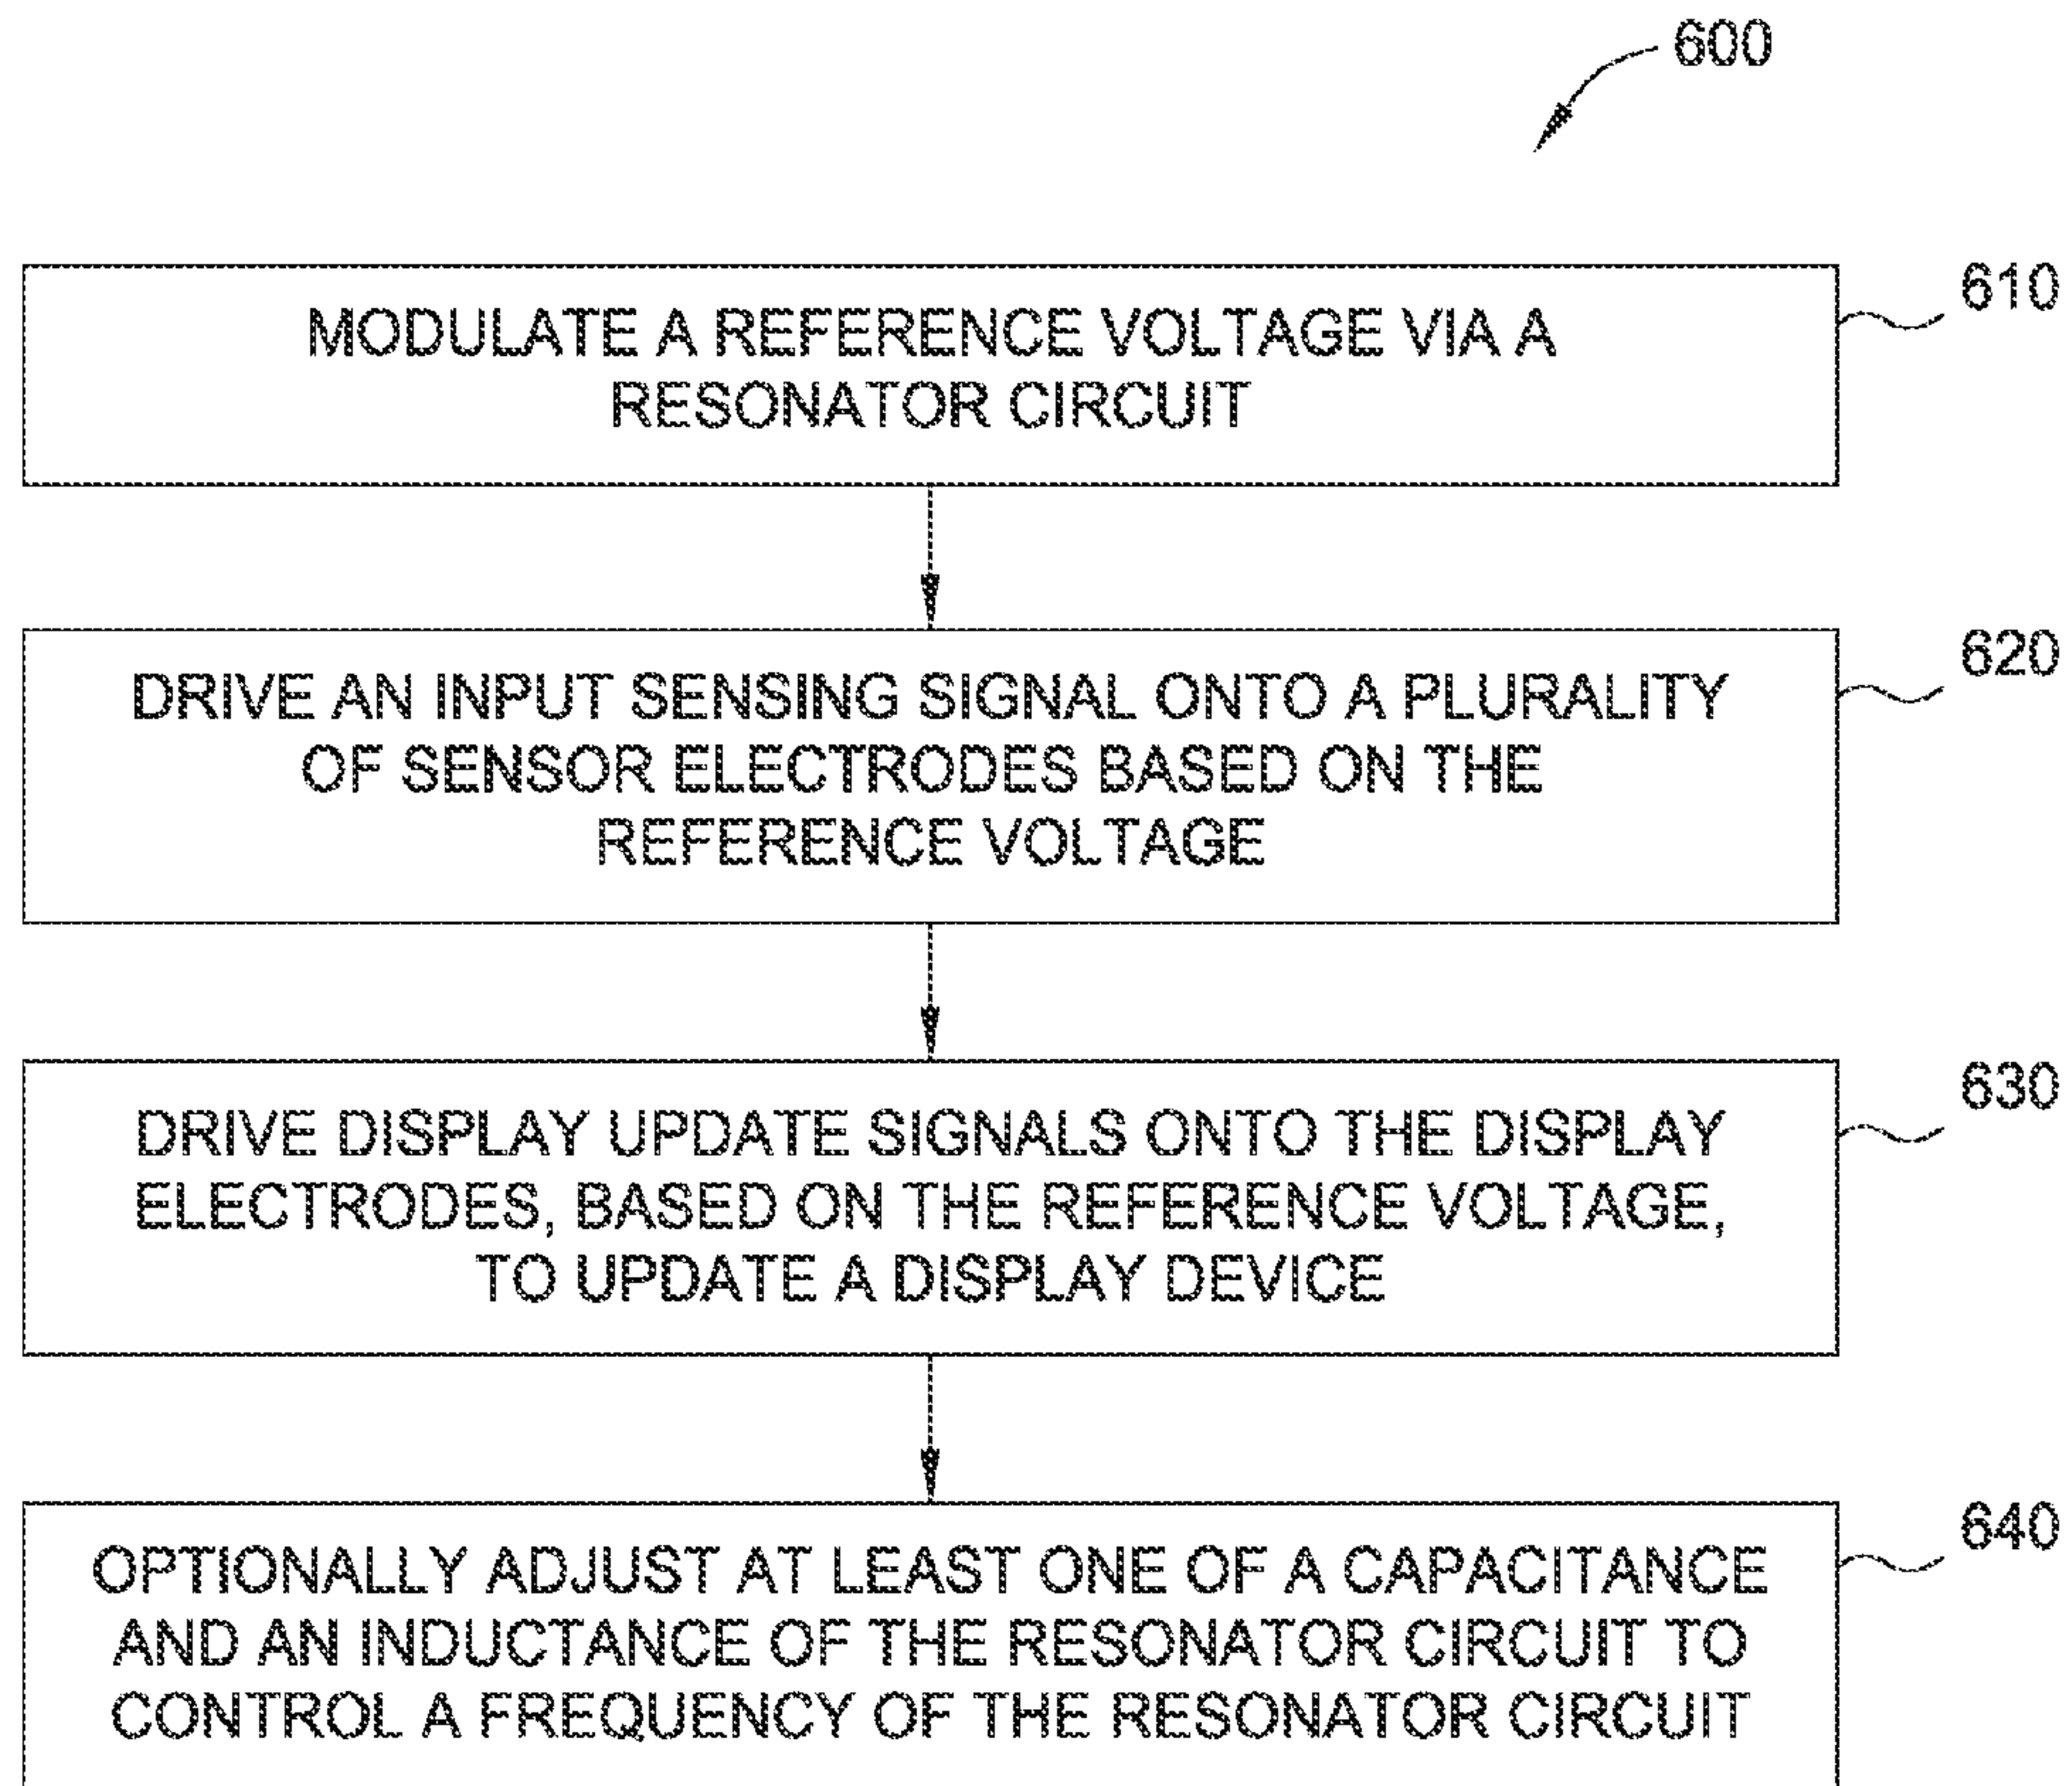 600
610
MODULATE A REFERENCE VOLTAGE VIA A
RESONATOR CIRCUIT
620
DRIVE AN INPUT SENSING SIGNAL ONTO A PLURALITY
OF SENSOR ELECTRODES BASED ON THE
REFERENCE VOLTAGE
630
DRIVE DISPLAY UPDATE SIGNALS ONTO THE DISPLAY
ELECTRODES, BASED ON THE REFERENCE VOLTAGE,
TO UPDATE A DISPLAY DEVICE
640
OPTIONALLY ADJUST AT LEAST ONE OF A CAPACITANCE
AND AN INDUCTANCE OF THE RESONATOR CIRCUIT TO
CONTROL A FREQUENCY OF THE RESONATOR CIRCUIT